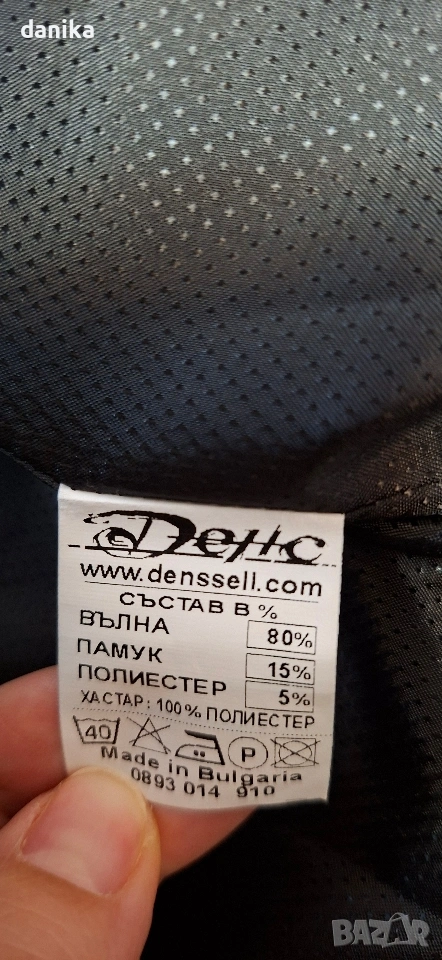 danika
Денс
www.denssell.com
СЪСТАВ В %
ВЪЛНА 80%
ПАМУК 15%
ПОЛИЕСТЕР 5%
ХАСТАР: 100% ПОЛИЕСТЕР
40 P
Made in Bulgaria
0893 014 910
BAZAR